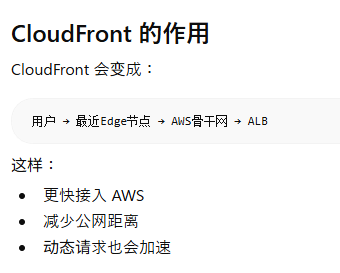 CloudFront 的作用
CloudFront 会变成：
用户 → 最近Edge节点 → AWS骨干网 → ALB
这样：
• 更快接入 AWS
• 减少公网距离
• 动态请求也会加速